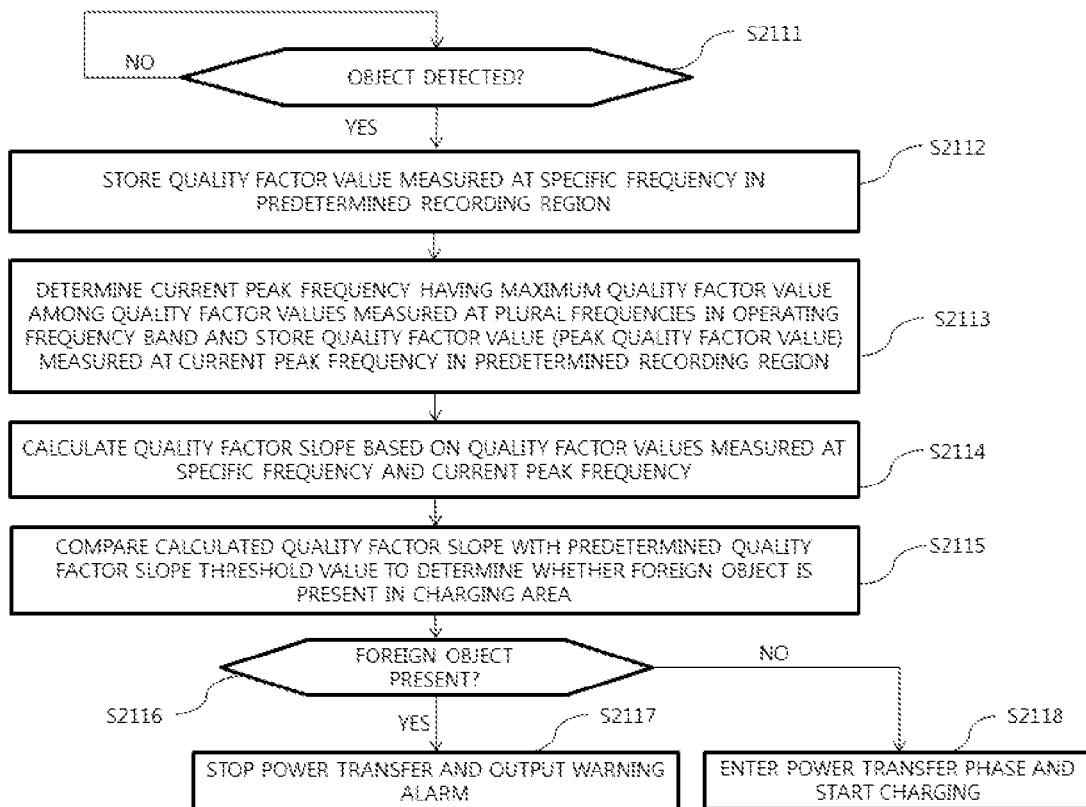 S2111
NO
OBJECT DETECTED?
YES
S2112
STORE QUALITY FACTOR VALUE MEASURED AT SPECIFIC FREQUENCY IN
PREDETERMINED RECORDING REGION
DETERMINE CURRENT PEAK FREQUENCY HAVING MAXIMUM QUALITY FACTOR VALUE
AMONG QUALITY FACTOR VALUES MEASURED AT PLURAL FREQUENCIES IN OPERATING
FREQUENCY BAND AND STORE QUALITY FACTOR VALUE (PEAK QUALITY FACTOR VALUE)
MEASURED AT CURRENT PEAK FREQUENCY IN PREDETERMINED RECORDING REGION
S2113
CALCULATE QUALITY FACTOR SLOPE BASED ON QUALITY FACTOR VALUES MEASURED AT
SPECIFIC FREQUENCY AND CURRENT PEAK FREQUENCY
S2114
COMPARE CALCULATED QUALITY FACTOR SLOPE WITH PREDETERMINED QUALITY
FACTOR SLOPE THRESHOLD VALUE TO DETERMINE WHETHER FOREIGN OBJECT IS
PRESENT IN CHARGING AREA
S2115
FOREIGN OBJECT
PRESENT?
NO
S2116
YES
S2117
S2118
STOP POWER TRANSFER AND OUTPUT WARNING
ALARM
ENTER POWER TRANSFER PHASE AND
START CHARGING